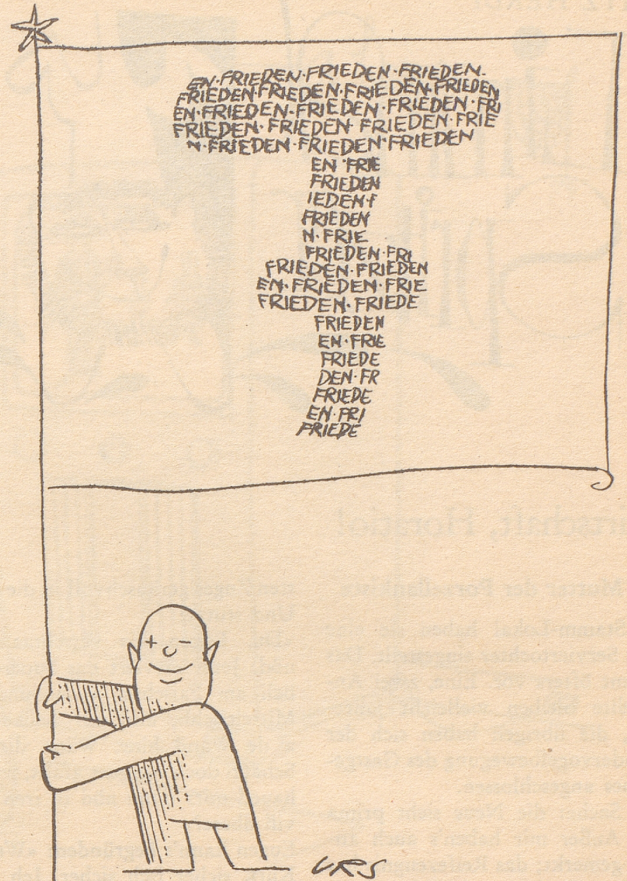 EN·FRIEDEN·FRIEDEN·FRIEDEN·
FRIEDEN·FRIEDEN·FRIEDEN·FRIEDEN
EN·FRIEDEN·FRIEDEN·FRIEDEN·FRI
FRIEDEN·FRIEDEN·FRIEDEN·FRIE
N·FRIEDEN·FRIEDEN·FRIEDEN
EN·FRIE
FRIEDEN
IEDEN·F
FRIEDEN
N·FRIE
FRIEDEN·FRI
FRIEDEN·FRIEDEN
EN·FRIEDEN·FRIE
FRIEDEN·FRIEDE
FRIEDEN
EN·FRIE
FRIEDE
DEN·FR
FRIEDE
EN·FRI
FRIEDE
URS